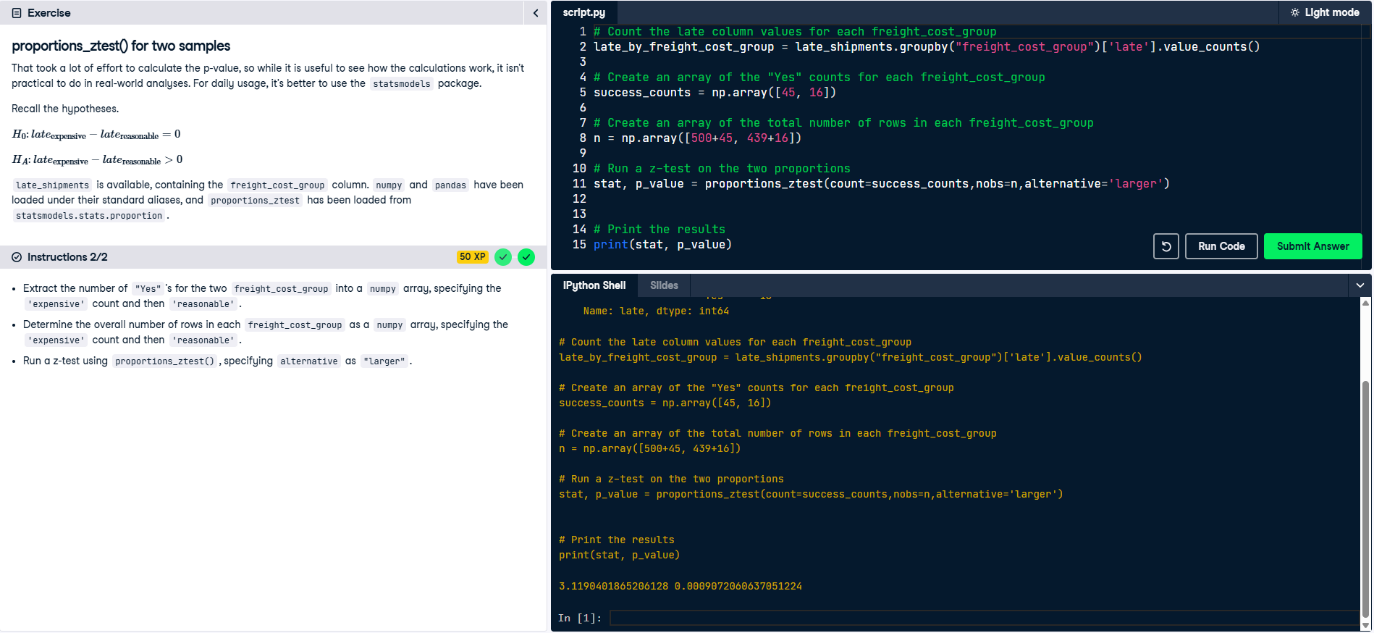 Exercise
proportions_ztest() for two samples
That took a lot of effort to calculate the p-value, so while it is useful to see how the calculations work, it isn't
practical to do in real-world analyses. For daily usage, it's better to use the statsmodels package.
Recall the hypotheses.
H0: late_expensive − late_reasonable = 0
HA: late_expensive − late_reasonable > 0
late_shipments is available, containing the freight_cost_group column. numpy and pandas have been
loaded under their standard aliases, and proportions_ztest has been loaded from
statsmodels.stats.proportion.
Instructions 2/2
50 XP
• Extract the number of "Yes"'s for the two freight_cost_group into a numpy array, specifying the
'expensive' count and then 'reasonable'.
• Determine the overall number of rows in each freight_cost_group as a numpy array, specifying the
'expensive' count and then 'reasonable'.
• Run a z-test using proportions_ztest(), specifying alternative as "larger".
script.py
Light mode
1 # Count the late column values for each freight_cost_group
2 late_by_freight_cost_group = late_shipments.groupby("freight_cost_group")['late'].value_counts()
3
4 # Create an array of the "Yes" counts for each freight_cost_group
5 success_counts = np.array([45, 16])
6
7 # Create an array of the total number of rows in each freight_cost_group
8 n = np.array([500+45, 439+16])
9
10 # Run a z-test on the two proportions
11 stat, p_value = proportions_ztest(count=success_counts,nobs=n,alternative='larger')
12
13
14 # Print the results
15 print(stat, p_value)
Run Code
Submit Answer
IPython Shell
Slides
Name: late, dtype: int64
# Count the late column values for each freight_cost_group
late_by_freight_cost_group = late_shipments.groupby("freight_cost_group")['late'].value_counts()
# Create an array of the "Yes" counts for each freight_cost_group
success_counts = np.array([45, 16])
# Create an array of the total number of rows in each freight_cost_group
n = np.array([500+45, 439+16])
# Run a z-test on the two proportions
stat, p_value = proportions_ztest(count=success_counts,nobs=n,alternative='larger')
# Print the results
print(stat, p_value)
3.1190401865206128 0.0009072060637051224
In [1]: